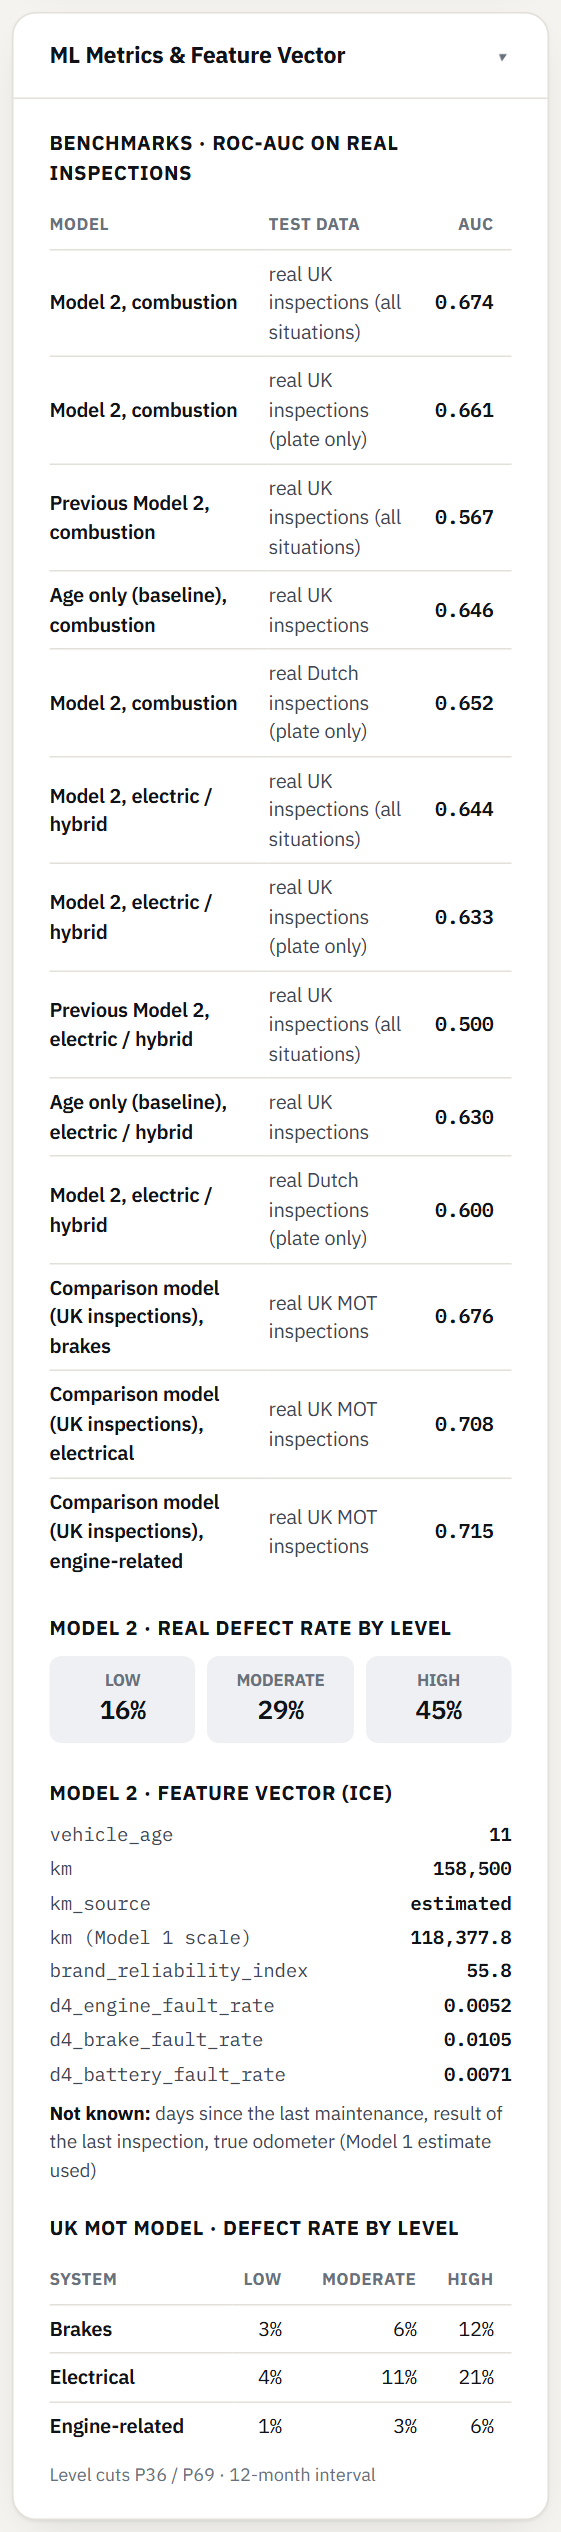 ML Metrics & Feature Vector ▼
BENCHMARKS · ROC-AUC ON REAL
INSPECTIONS
MODEL TEST DATA AUC
Model 2, combustion real UK inspections (all situations) 0.674
Model 2, combustion real UK inspections (plate only) 0.661
Previous Model 2, combustion real UK inspections (all situations) 0.567
Age only (baseline), combustion real UK inspections 0.646
Model 2, combustion real Dutch inspections (plate only) 0.652
Model 2, electric / hybrid real UK inspections (all situations) 0.644
Model 2, electric / hybrid real UK inspections (plate only) 0.633
Previous Model 2, electric / hybrid real UK inspections (all situations) 0.500
Age only (baseline), electric / hybrid real UK inspections 0.630
Model 2, electric / hybrid real Dutch inspections (plate only) 0.600
Comparison model (UK inspections), brakes real UK MOT inspections 0.676
Comparison model (UK inspections), electrical real UK MOT inspections 0.708
Comparison model (UK inspections), engine-related real UK MOT inspections 0.715
MODEL 2 · REAL DEFECT RATE BY LEVEL
LOW MODERATE HIGH
16% 29% 45%
MODEL 2 · FEATURE VECTOR (ICE)
vehicle_age 11
km 158,500
km_source estimated
km (Model 1 scale) 118,377.8
brand_reliability_index 55.8
d4_engine_fault_rate 0.0052
d4_brake_fault_rate 0.0105
d4_battery_fault_rate 0.0071
Not known: days since the last maintenance, result of
the last inspection, true odometer (Model 1 estimate
used)
UK MOT MODEL · DEFECT RATE BY LEVEL
SYSTEM LOW MODERATE HIGH
Brakes 3% 6% 12%
Electrical 4% 11% 21%
Engine-related 1% 3% 6%
Level cuts P36 / P69 · 12-month interval